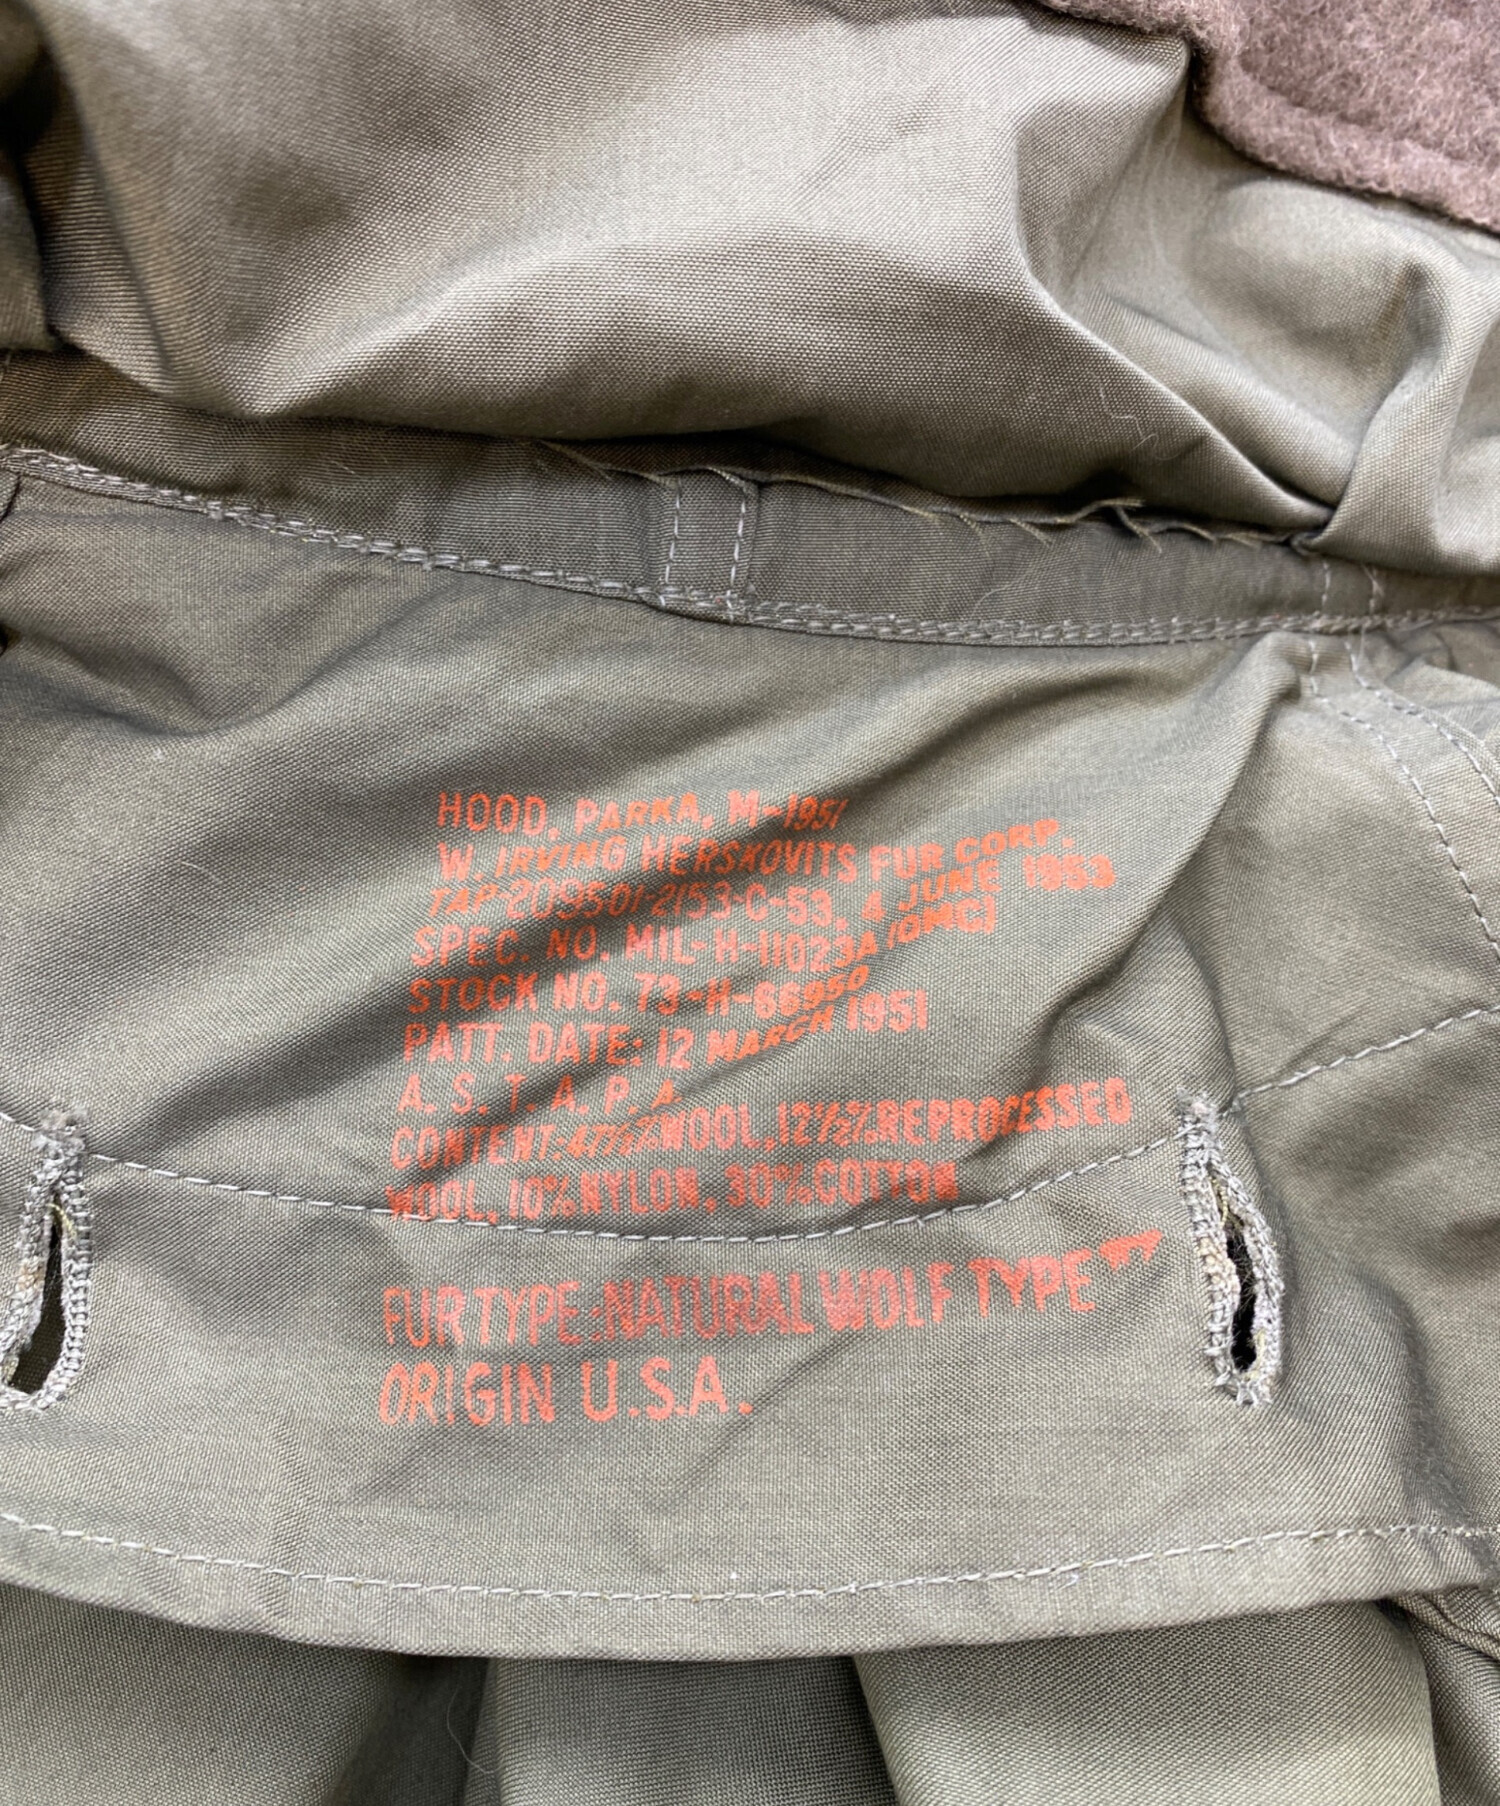 HOOD, PARKA, M-1951
W. IRVING HERSKOVITS FUR CORP.
TAP-209501-2153-C-53, 4 JUNE 1953
SPEC. NO. MIL-H-11023A (QMC)
STOCK NO. 73-H-66950
PATT. DATE: 12 MARCH 1951
A. S. T. A. P. A.
CONTENT: 47½% WOOL, 12½% REPROCESSED
WOOL, 10% NYLON, 30% COTTON
FUR TYPE: NATURAL WOLF TYPE
ORIGIN U.S.A.